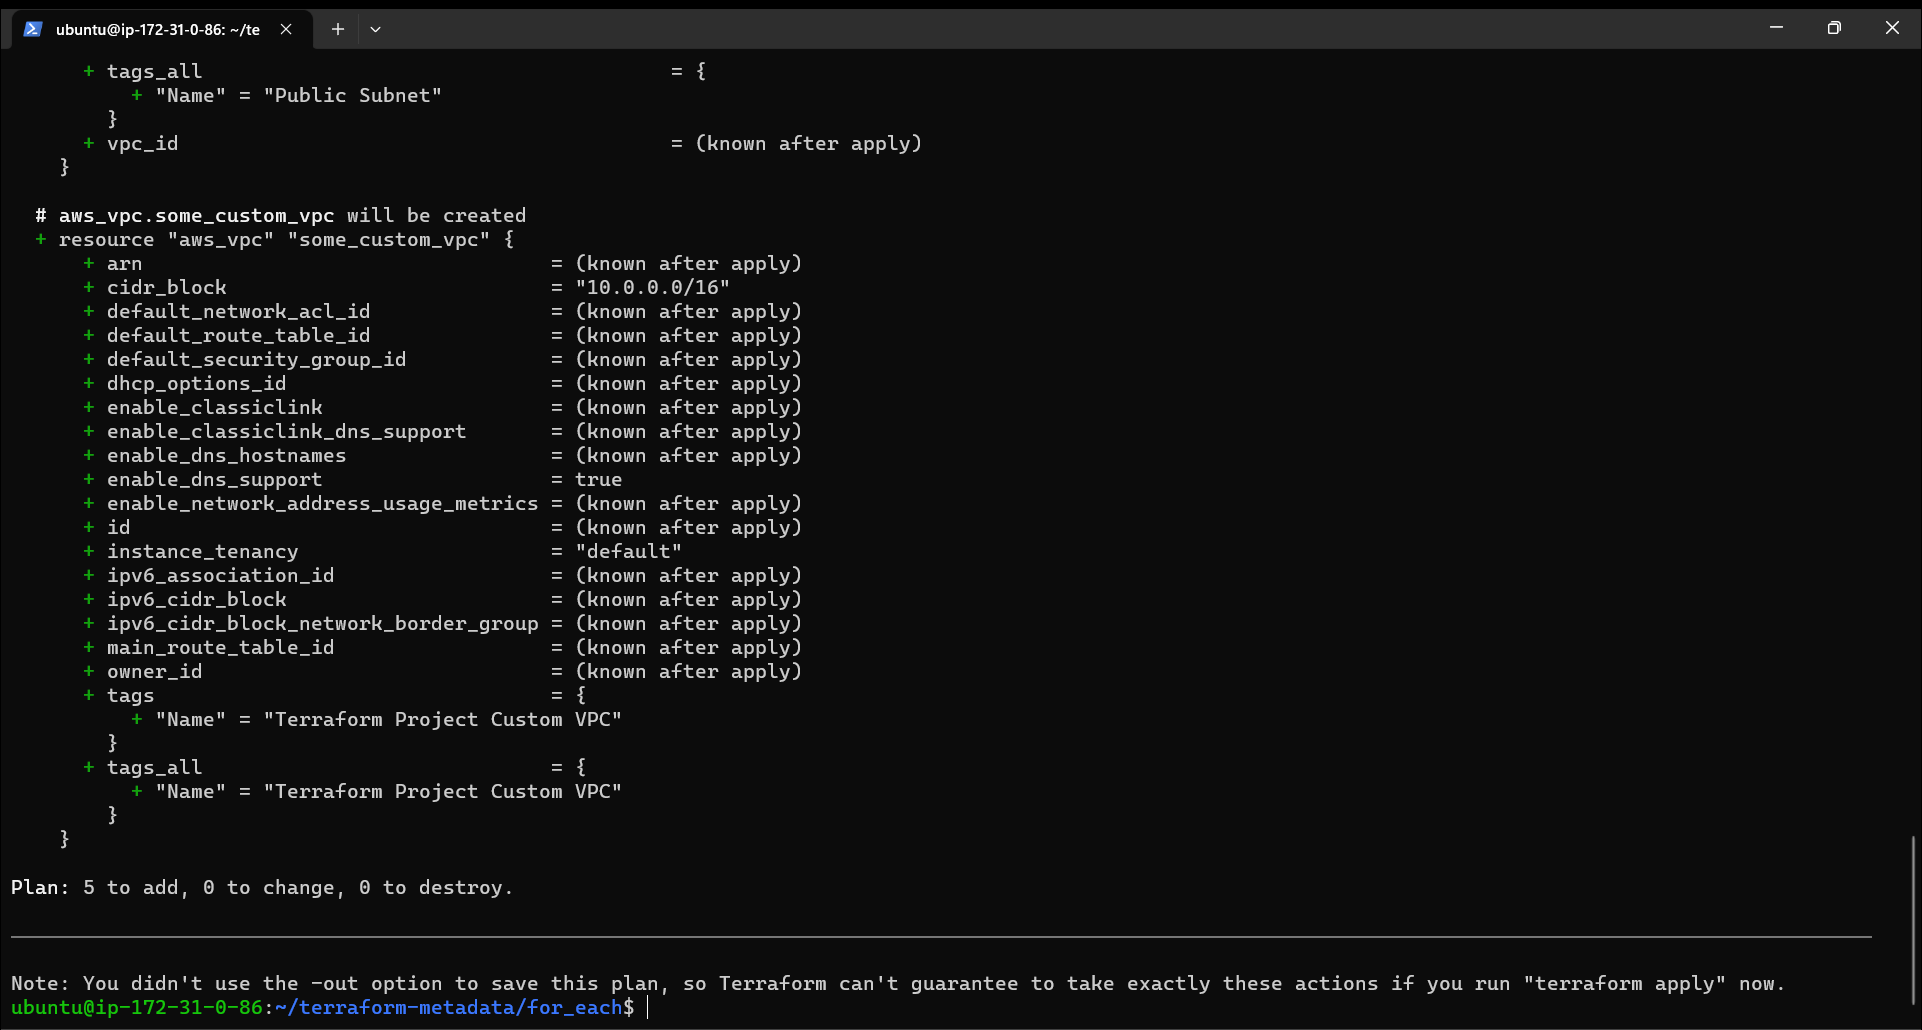 ubuntu@ip-172-31-0-86: ~/te
+ tags_all = {
+ "Name" = "Public Subnet"
}
+ vpc_id = (known after apply)
}
# aws_vpc.some_custom_vpc will be created
+ resource "aws_vpc" "some_custom_vpc" {
+ arn = (known after apply)
+ cidr_block = "10.0.0.0/16"
+ default_network_acl_id = (known after apply)
+ default_route_table_id = (known after apply)
+ default_security_group_id = (known after apply)
+ dhcp_options_id = (known after apply)
+ enable_classiclink = (known after apply)
+ enable_classiclink_dns_support = (known after apply)
+ enable_dns_hostnames = (known after apply)
+ enable_dns_support = true
+ enable_network_address_usage_metrics = (known after apply)
+ id = (known after apply)
+ instance_tenancy = "default"
+ ipv6_association_id = (known after apply)
+ ipv6_cidr_block = (known after apply)
+ ipv6_cidr_block_network_border_group = (known after apply)
+ main_route_table_id = (known after apply)
+ owner_id = (known after apply)
+ tags = {
+ "Name" = "Terraform Project Custom VPC"
}
+ tags_all = {
+ "Name" = "Terraform Project Custom VPC"
}
}
Plan: 5 to add, 0 to change, 0 to destroy.
Note: You didn't use the -out option to save this plan, so Terraform can't guarantee to take exactly these actions if you run "terraform apply" now.
ubuntu@ip-172-31-0-86:~/terraform-metadata/for_each$